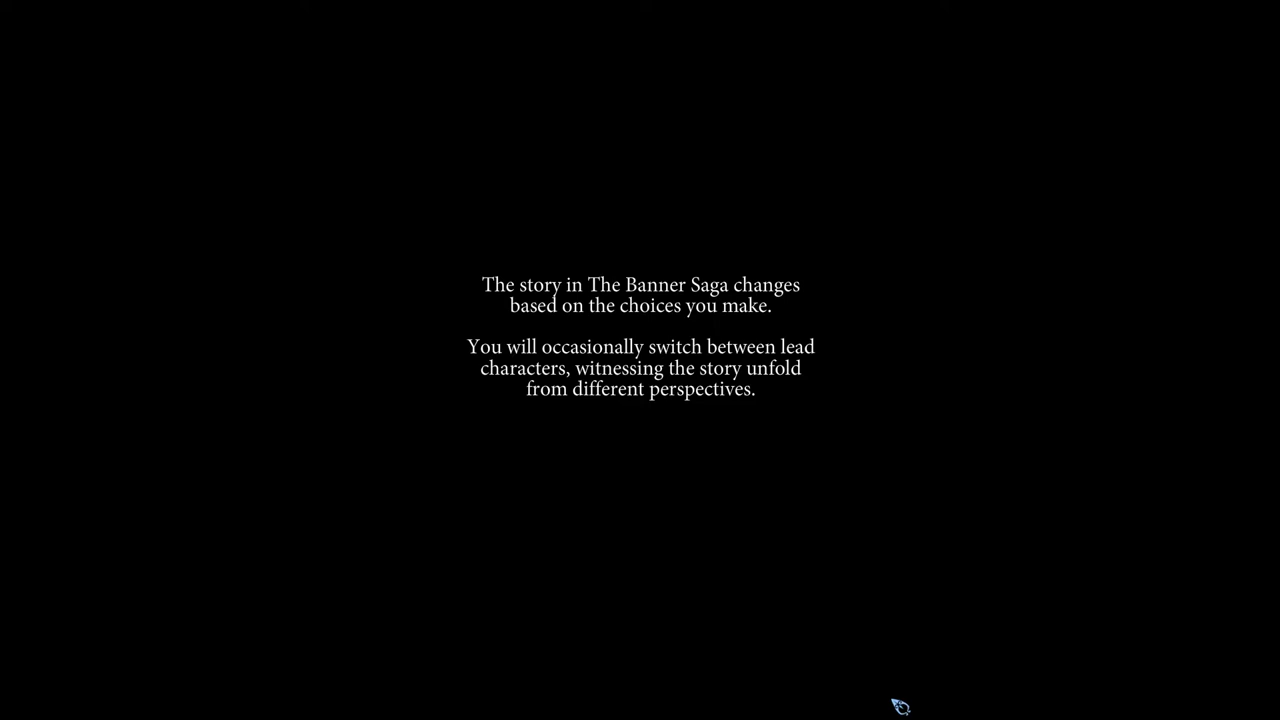 The story in The Banner Saga changes
based on the choices you make.
You will occasionally switch between lead
characters, witnessing the story unfold
from different perspectives.